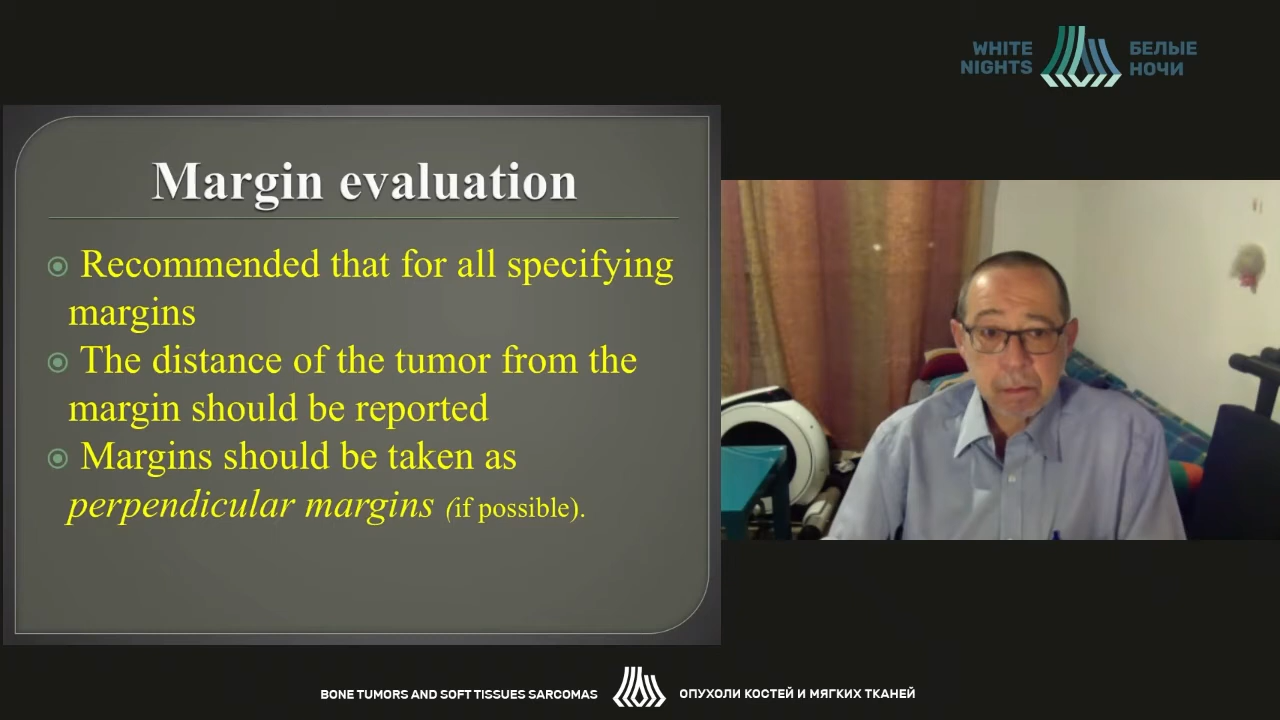 WHITE
NIGHTS
БЕЛЫЕ
НОЧИ
Margin evaluation
Recommended that for all specifying
margins
The distance of the tumor from the
margin should be reported
Margins should be taken as
perpendicular margins (if possible).
BONE TUMORS AND SOFT TISSUES SARCOMAS
ОПУХОЛИ КОСТЕЙ И МЯГКИХ ТКАНЕЙ